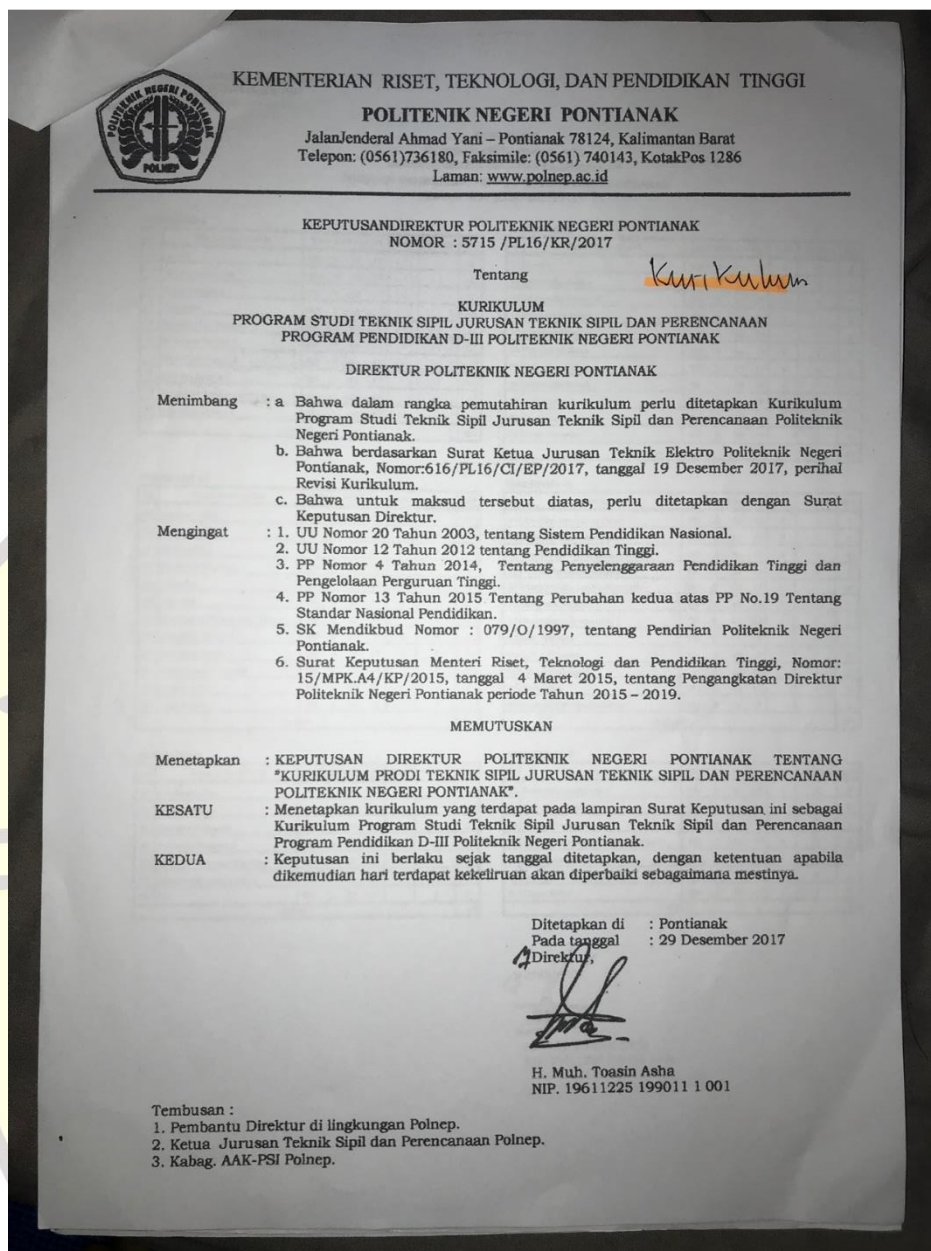 POLITEKNIK NEGERI PONTIANAK
POLNEP
KEMENTERIAN RISET, TEKNOLOGI, DAN PENDIDIKAN TINGGI
POLITENIK NEGERI PONTIANAK
JalanJenderal Ahmad Yani – Pontianak 78124, Kalimantan Barat
Telepon: (0561)736180, Faksimile: (0561) 740143, KotakPos 1286
Laman: www.polnep.ac.id
KEPUTUSANDIREKTUR POLITEKNIK NEGERI PONTIANAK
NOMOR : 5715 /PL16/KR/2017
Tentang
Kurikulum
KURIKULUM
PROGRAM STUDI TEKNIK SIPIL JURUSAN TEKNIK SIPIL DAN PERENCANAAN
PROGRAM PENDIDIKAN D-III POLITEKNIK NEGERI PONTIANAK
DIREKTUR POLITEKNIK NEGERI PONTIANAK
Menimbang : a Bahwa dalam rangka pemutahiran kurikulum perlu ditetapkan Kurikulum
Program Studi Teknik Sipil Jurusan Teknik Sipil dan Perencanaan Politeknik
Negeri Pontianak.
b. Bahwa berdasarkan Surat Ketua Jurusan Teknik Elektro Politeknik Negeri
Pontianak, Nomor:616/PL16/CI/EP/2017, tanggal 19 Desember 2017, perihal
Revisi Kurikulum.
c. Bahwa untuk maksud tersebut diatas, perlu ditetapkan dengan Surat
Keputusan Direktur.
Mengingat : 1. UU Nomor 20 Tahun 2003, tentang Sistem Pendidikan Nasional.
2. UU Nomor 12 Tahun 2012 tentang Pendidikan Tinggi.
3. PP Nomor 4 Tahun 2014, Tentang Penyelenggaraan Pendidikan Tinggi dan
Pengelolaan Perguruan Tinggi.
4. PP Nomor 13 Tahun 2015 Tentang Perubahan kedua atas PP No.19 Tentang
Standar Nasional Pendidikan.
5. SK Mendikbud Nomor : 079/O/1997, tentang Pendirian Politeknik Negeri
Pontianak.
6. Surat Keputusan Menteri Riset, Teknologi dan Pendidikan Tinggi, Nomor:
15/MPK.A4/KP/2015, tanggal 4 Maret 2015, tentang Pengangkatan Direktur
Politeknik Negeri Pontianak periode Tahun 2015 – 2019.
MEMUTUSKAN
Menetapkan : KEPUTUSAN DIREKTUR POLITEKNIK NEGERI PONTIANAK TENTANG
"KURIKULUM PRODI TEKNIK SIPIL JURUSAN TEKNIK SIPIL DAN PERENCANAAN
POLITEKNIK NEGERI PONTIANAK".
KESATU : Menetapkan kurikulum yang terdapat pada lampiran Surat Keputusan ini sebagai
Kurikulum Program Studi Teknik Sipil Jurusan Teknik Sipil dan Perencanaan
Program Pendidikan D-III Politeknik Negeri Pontianak.
KEDUA : Keputusan ini berlaku sejak tanggal ditetapkan, dengan ketentuan apabila
dikemudian hari terdapat kekeliruan akan diperbaiki sebagaimana mestinya.
Ditetapkan di : Pontianak
Pada tanggal : 29 Desember 2017
Direktur,
H. Muh. Toasin Asha
NIP. 19611225 199011 1 001
Tembusan :
1. Pembantu Direktur di lingkungan Polnep.
2. Ketua Jurusan Teknik Sipil dan Perencanaan Polnep.
3. Kabag. AAK-PSI Polnep.